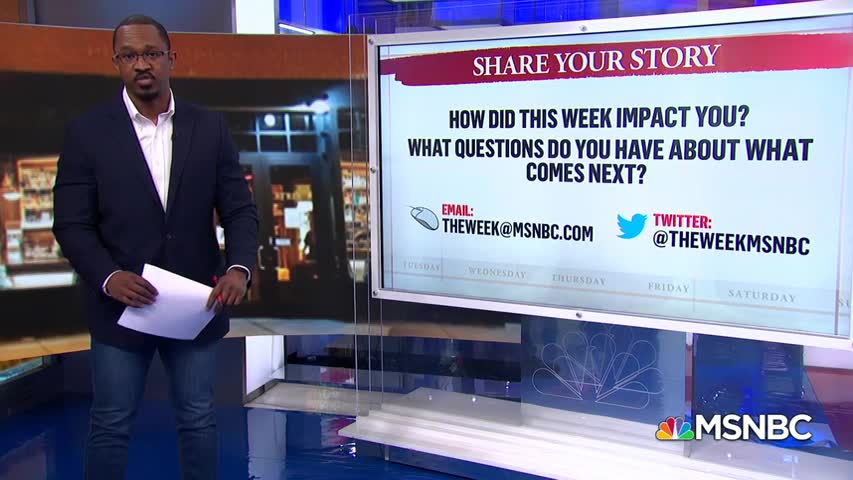 SHARE YOUR STORY
HOW DID THIS WEEK IMPACT YOU?
WHAT QUESTIONS DO YOU HAVE ABOUT WHAT
COMES NEXT?
EMAIL:
THEWEEK@MSNBC.COM
TWITTER:
@THEWEEKMSNBC
TUESDAY WEDNESDAY THURSDAY FRIDAY SATURDAY
MSNBC